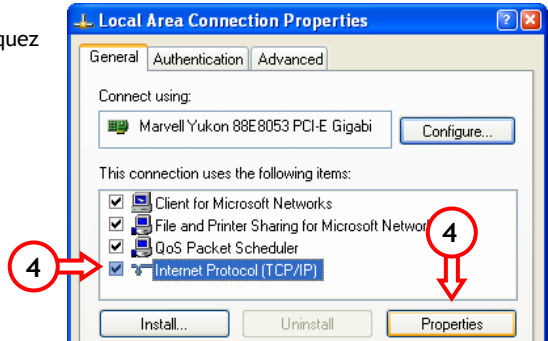 Local Area Connection Properties
quez
General Authentication Advanced
Connect using:
Marvell Yukon 88E8053 PCI-E Gigabi Configure...
This connection uses the following items:
Client for Microsoft Networks
File and Printer Sharing for Microsoft Networ
4
QoS Packet Scheduler
4 Internet Protocol (TCP/IP)
Install... Uninstall Properties